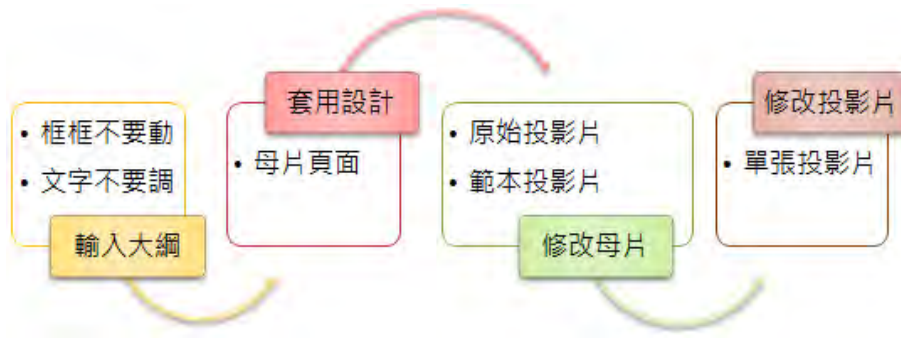 • 框框不要動
• 文字不要調
輸入大綱
套用設計
• 母片頁面
• 原始投影片
• 範本投影片
修改母片
修改投影片
• 單張投影片